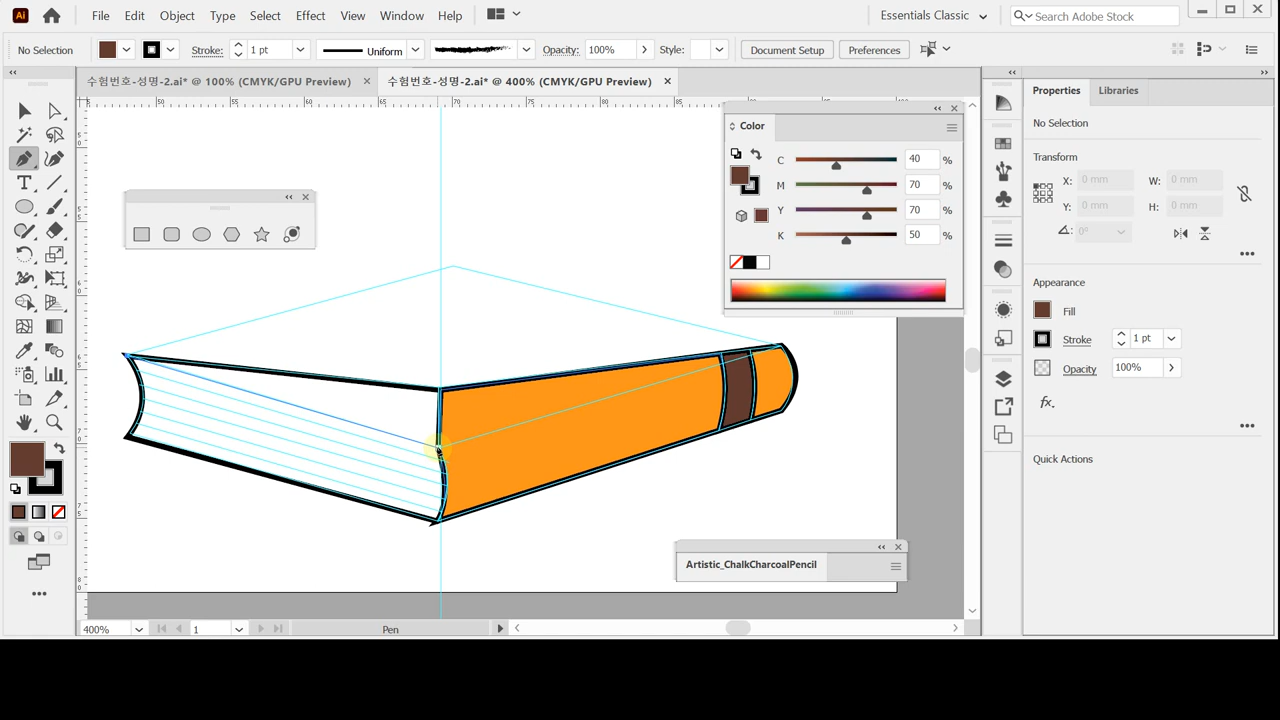 Ai File Edit Object Type Select Effect View Window Help Essentials Classic Search Adobe Stock
No Selection Stroke: 1 pt Uniform Opacity: 100% Style: Document Setup Preferences
수험번호-성명-2.ai* @ 100% (CMYK/GPU Preview) 수험번호-성명-2.ai* @ 400% (CMYK/GPU Preview)
Properties Libraries
No Selection
Transform
X: 0 mm W: 0 mm
Y: 0 mm H: 0 mm
0°
Appearance
Fill
Stroke 1 pt
Opacity 100%
fx.
Quick Actions
Color
C 40 %
M 70 %
Y 70 %
K 50 %
Artistic_ChalkCharcoalPencil
400% 1 Pen